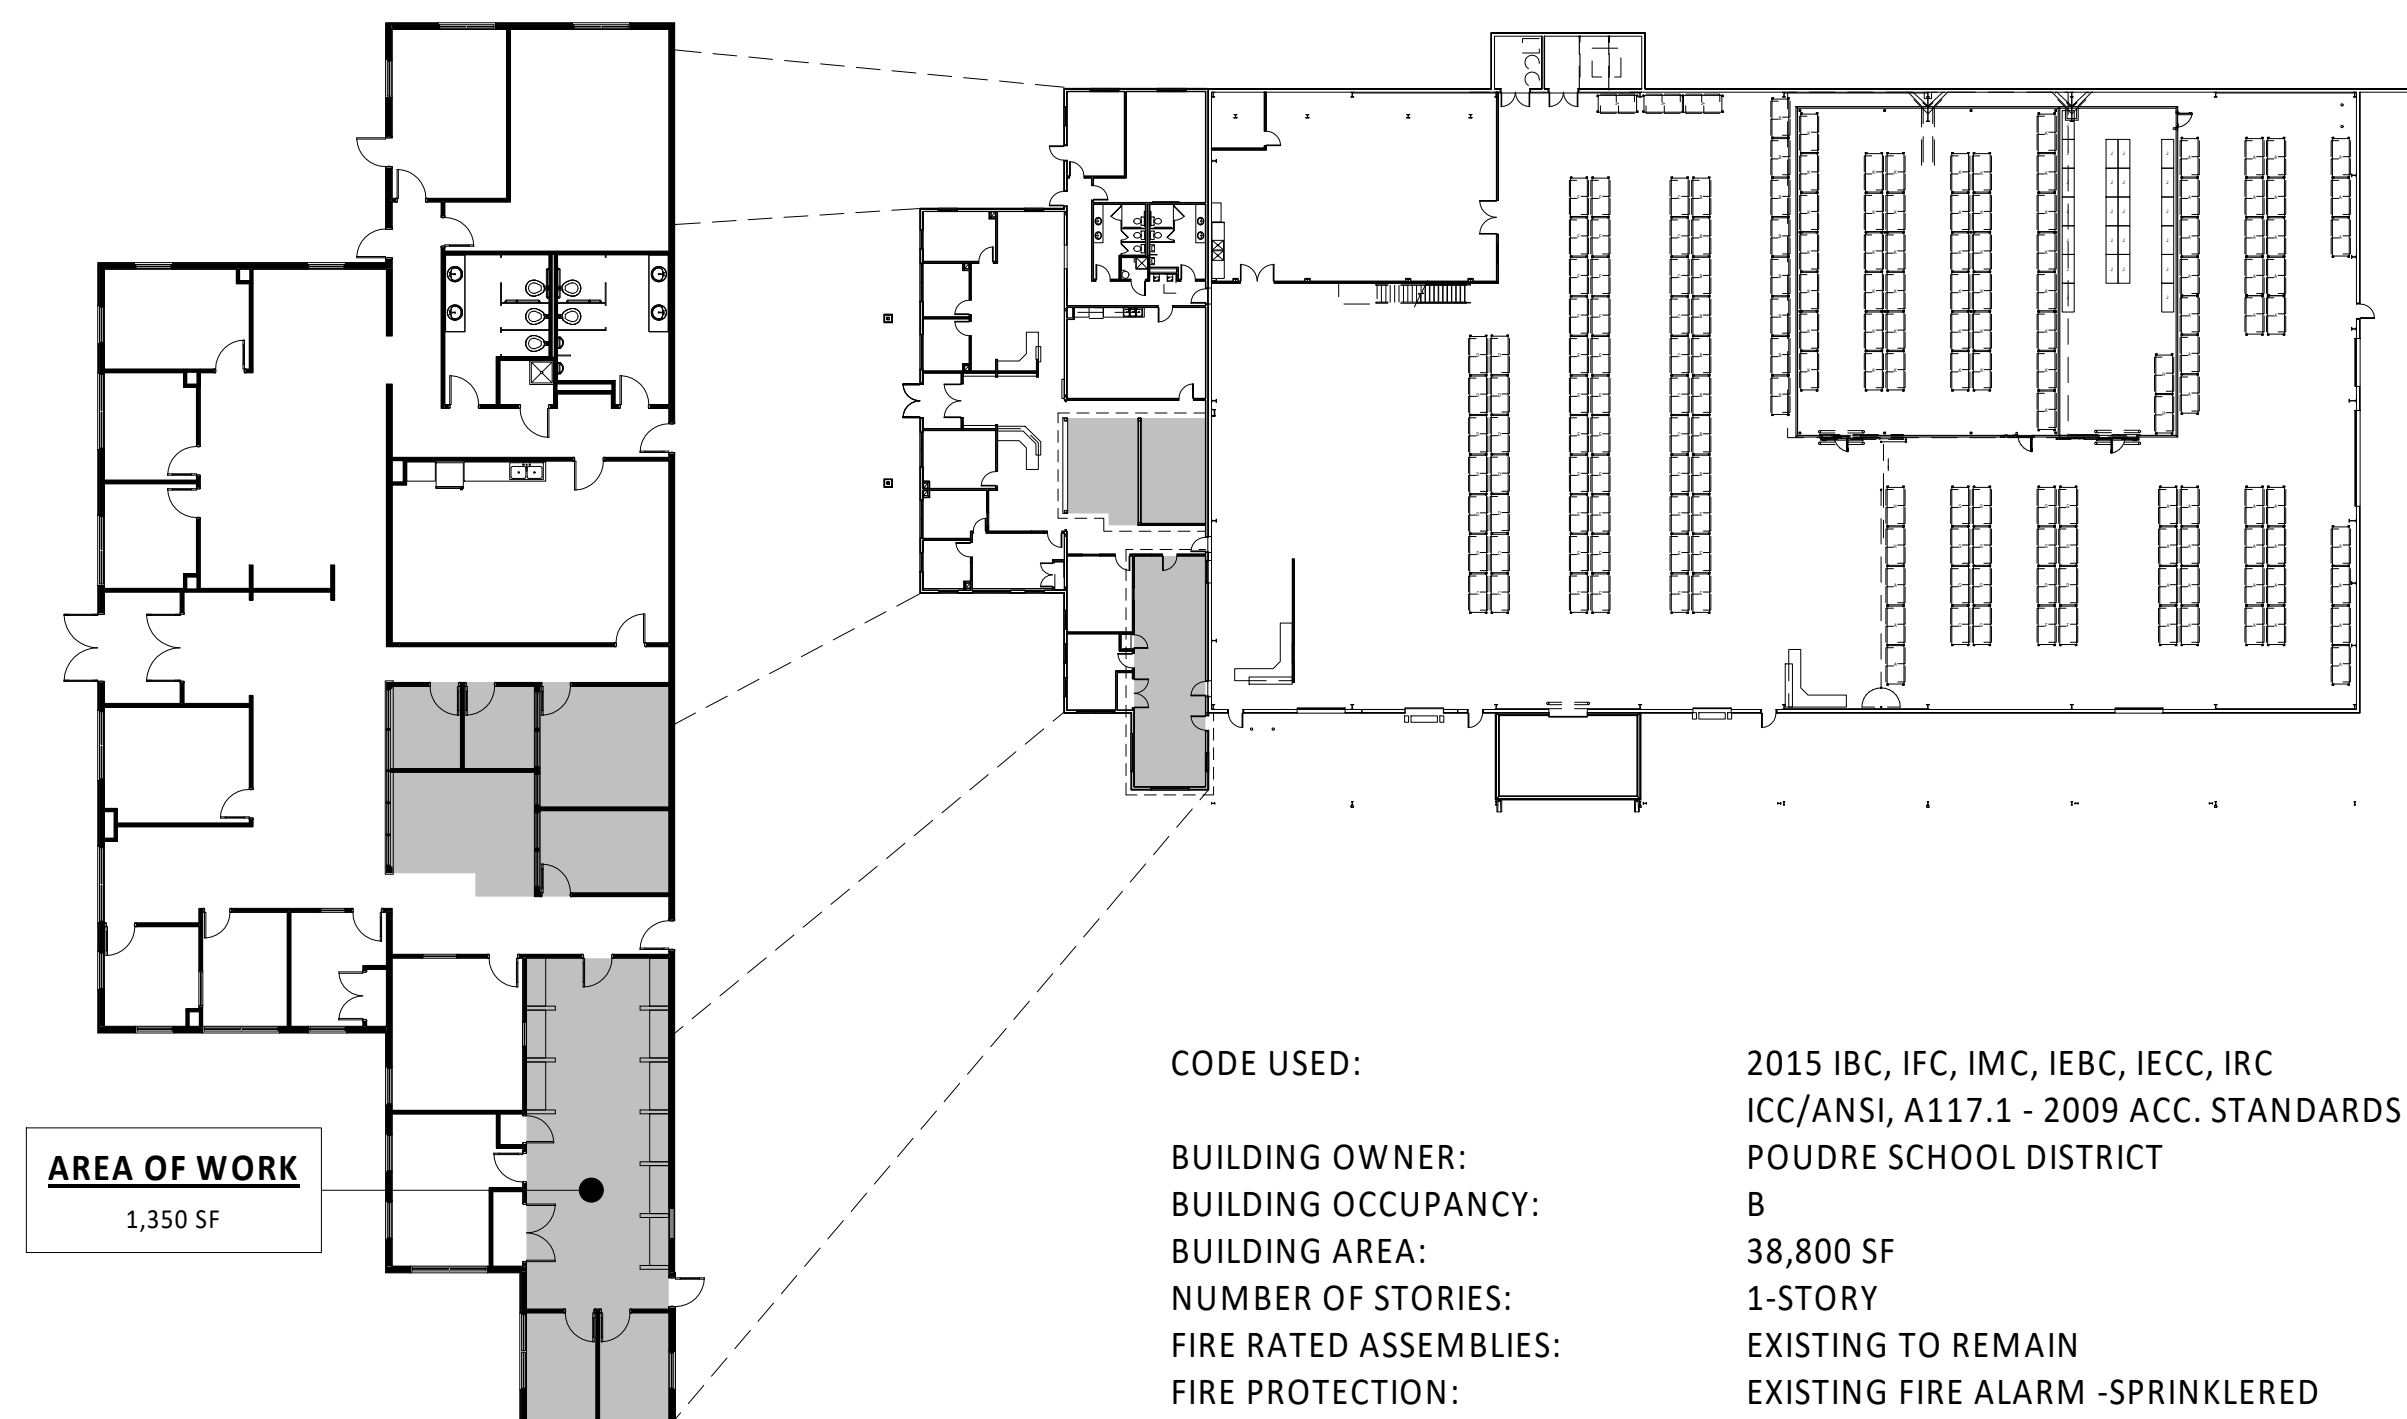 AREA OF WORK
1,350 SF
CODE USED: 2015 IBC, IFC, IMC, IEBC, IECC, IRC
ICC/ANSI, A117.1 - 2009 ACC. STANDARDS
BUILDING OWNER: POUDRE SCHOOL DISTRICT
BUILDING OCCUPANCY: B
BUILDING AREA: 38,800 SF
NUMBER OF STORIES: 1-STORY
FIRE RATED ASSEMBLIES: EXISTING TO REMAIN
FIRE PROTECTION: EXISTING FIRE ALARM -SPRINKLERED